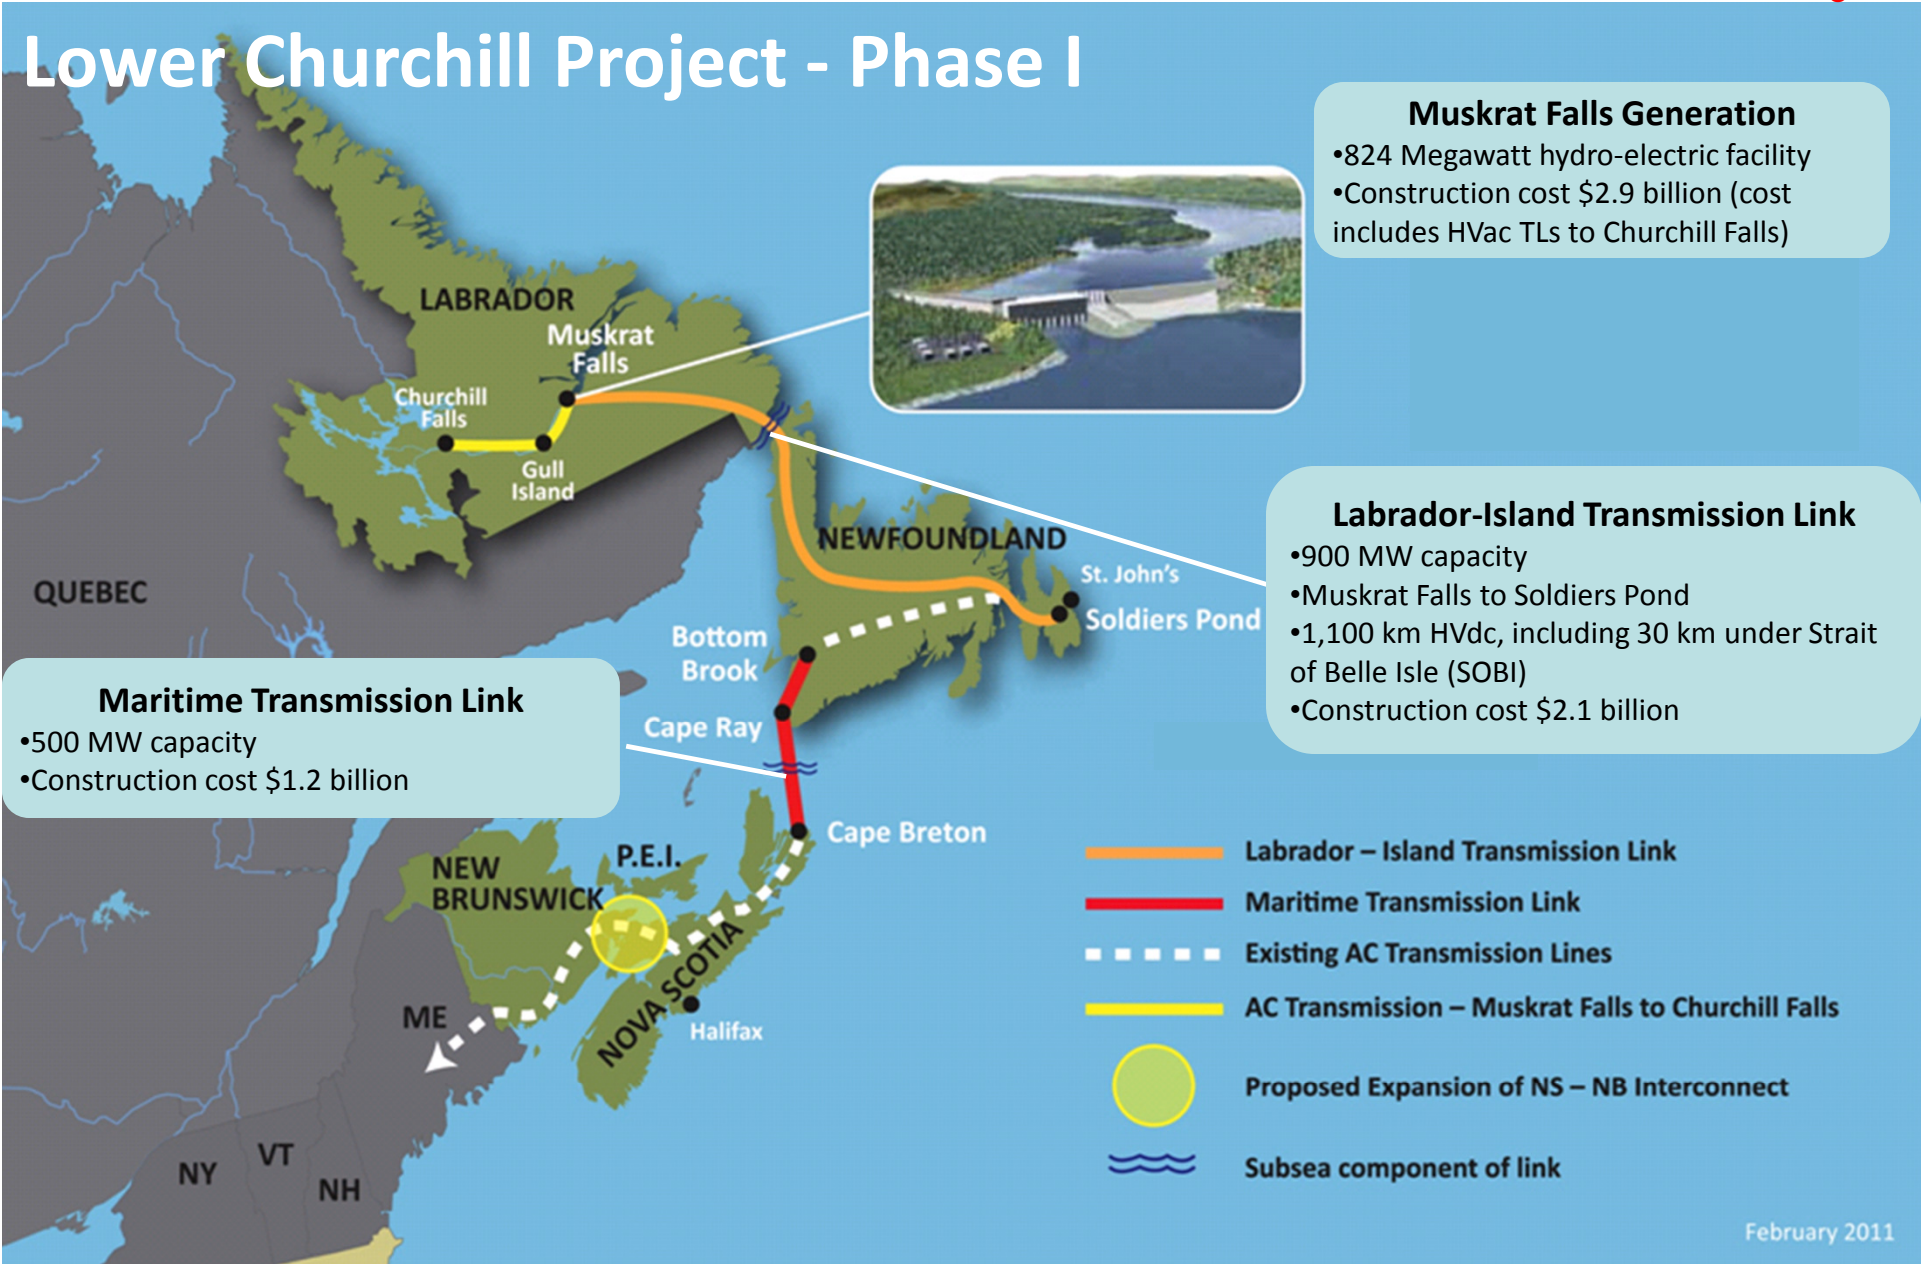 Lower Churchill Project - Phase I
Muskrat Falls Generation
•824 Megawatt hydro-electric facility
•Construction cost $2.9 billion (cost
includes HVac TLs to Churchill Falls)
LABRADOR
Muskrat
Falls
Churchill
Falls
Gull
Island
Labrador-Island Transmission Link
•900 MW capacity
•Muskrat Falls to Soldiers Pond
•1,100 km HVdc, including 30 km under Strait
of Belle Isle (SOBI)
•Construction cost $2.1 billion
NEWFOUNDLAND
St. John's
Soldiers Pond
QUEBEC
Bottom
Brook
Cape Ray
Maritime Transmission Link
•500 MW capacity
•Construction cost $1.2 billion
Cape Breton
P.E.I.
NEW
BRUNSWICK
NOVA SCOTIA
Halifax
ME
VT
NY
NH
Labrador – Island Transmission Link
Maritime Transmission Link
Existing AC Transmission Lines
AC Transmission – Muskrat Falls to Churchill Falls
Proposed Expansion of NS – NB Interconnect
Subsea component of link
February 2011